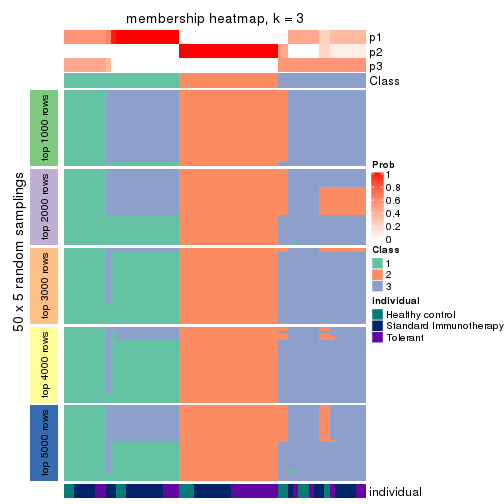 membership heatmap, k = 3
p1
p2
p3
Class
50 x 5 random samplings
top 1000 rows
top 2000 rows
top 3000 rows
top 4000 rows
top 5000 rows
Prob
1
0.8
0.6
0.4
0.2
0
Class
1
2
3
individual
Healthy control
Standard Immunotherapy
Tolerant
individual